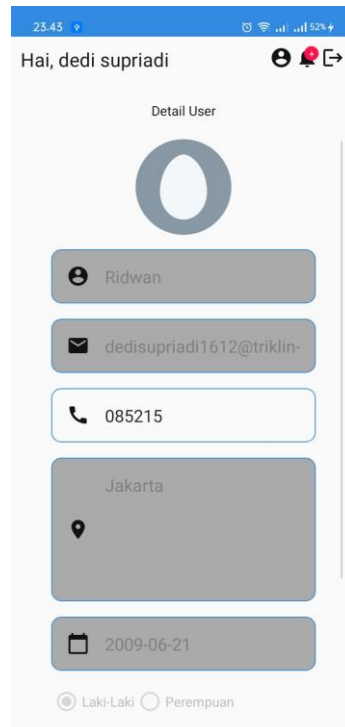 23.43
52%
Hai, dedi supriadi
Detail User
Ridwan
dedisupriadi1612@triklin-
085215
Jakarta
2009-06-21
Laki-Laki Perempuan